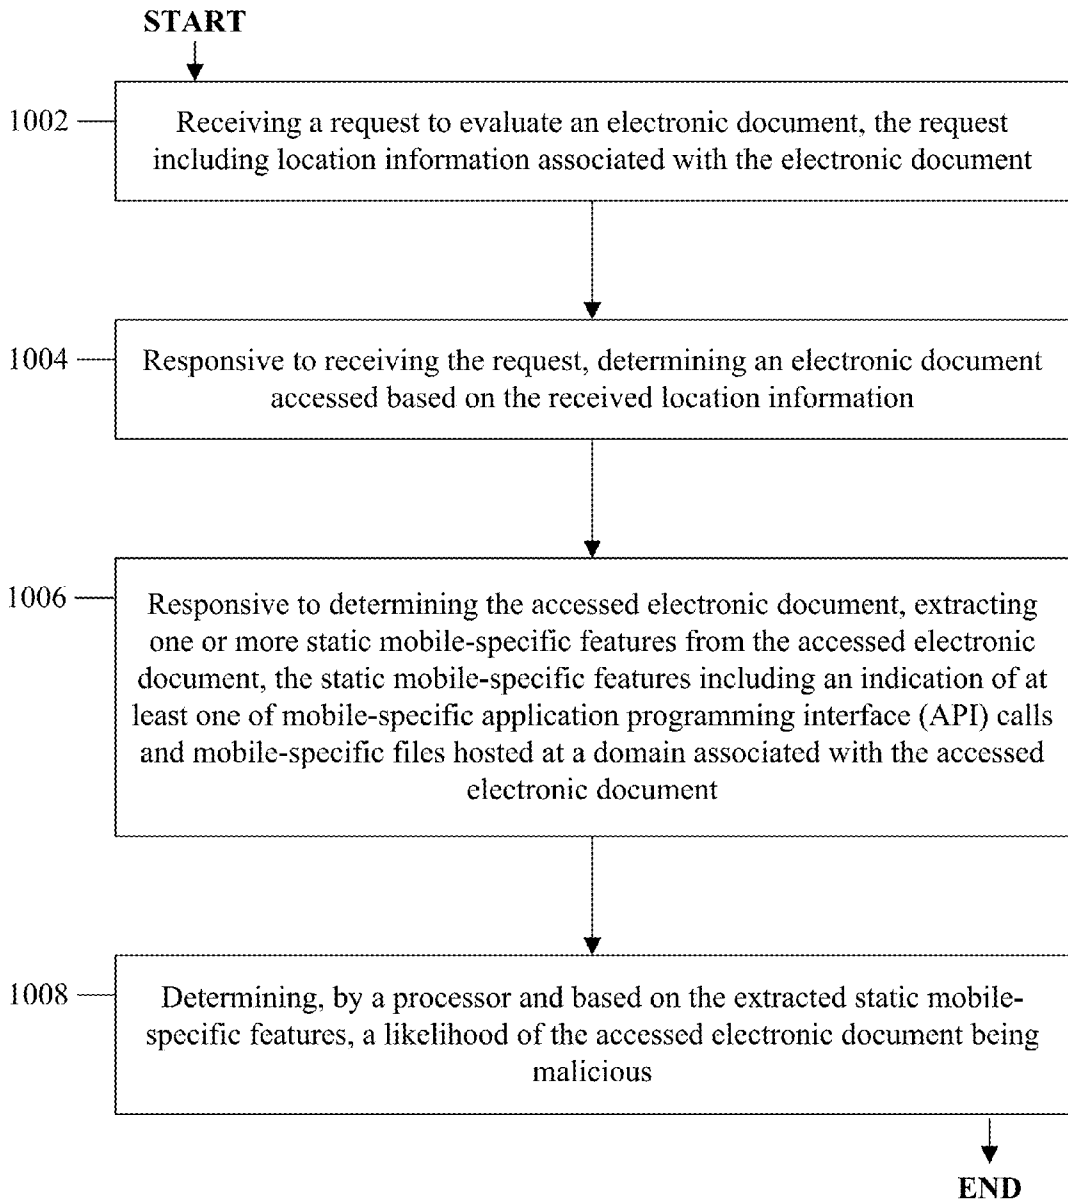 START
1002
Receiving a request to evaluate an electronic document, the request
including location information associated with the electronic document
1004
Responsive to receiving the request, determining an electronic document
accessed based on the received location information
1006
Responsive to determining the accessed electronic document, extracting
one or more static mobile-specific features from the accessed electronic
document, the static mobile-specific features including an indication of at
least one of mobile-specific application programming interface (API) calls
and mobile-specific files hosted at a domain associated with the accessed
electronic document
1008
Determining, by a processor and based on the extracted static mobile-
specific features, a likelihood of the accessed electronic document being
malicious
END